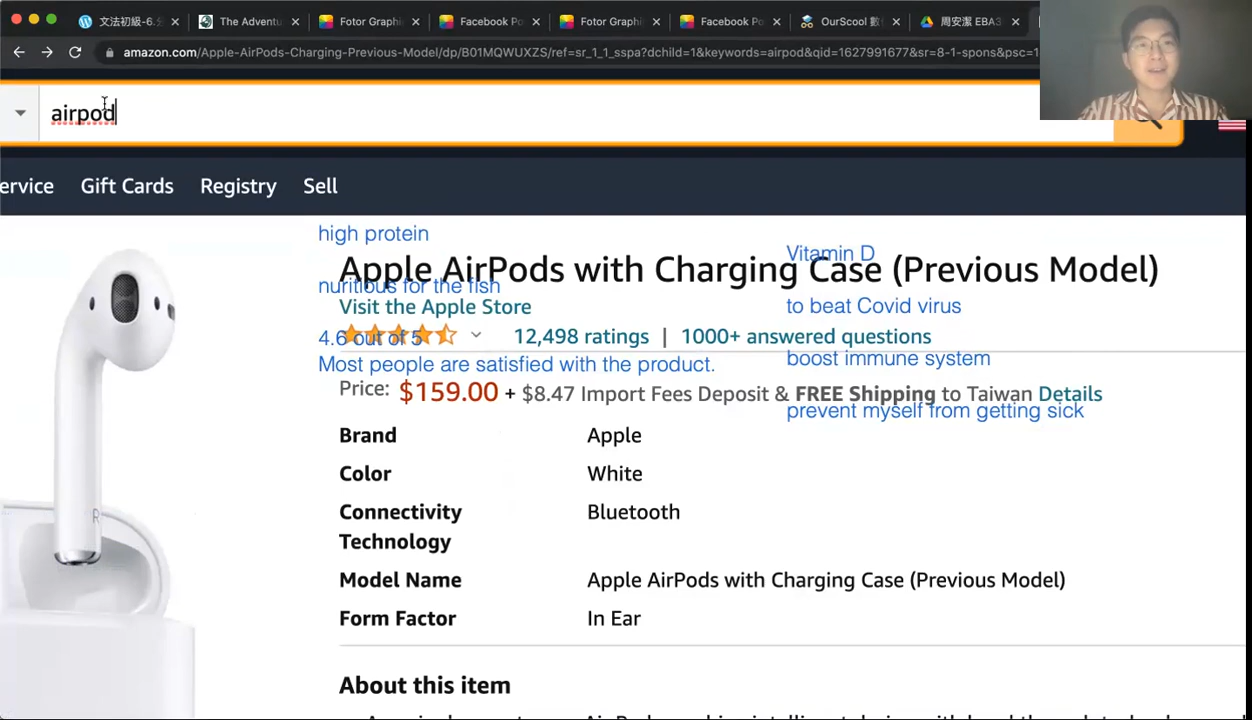 文法初級-6.
The Adventu
Fotor Graphi
Facebook Po
Fotor Graphi
Facebook Po
OurScool 數
周安潔 EBA3
amazon.com/Apple-AirPods-Charging-Previous-Model/dp/B01MQWUXZS/ref=sr_1_1_sspa?dchild=1&keywords=airpod&qid=1627991677&sr=8-1-spons&psc=1
airpod
ervice Gift Cards Registry Sell
high protein
Vitamin D
Apple AirPods with Charging Case (Previous Model)
nuritious for the fish
Visit the Apple Store
to beat Covid virus
4.6 out of 5
12,498 ratings | 1000+ answered questions
boost immune system
Most people are satisfied with the product.
Price: $159.00 + $8.47 Import Fees Deposit & FREE Shipping to Taiwan Details
prevent myself from getting sick
Brand Apple
Color White
Connectivity Technology Bluetooth
Model Name Apple AirPods with Charging Case (Previous Model)
Form Factor In Ear
About this item